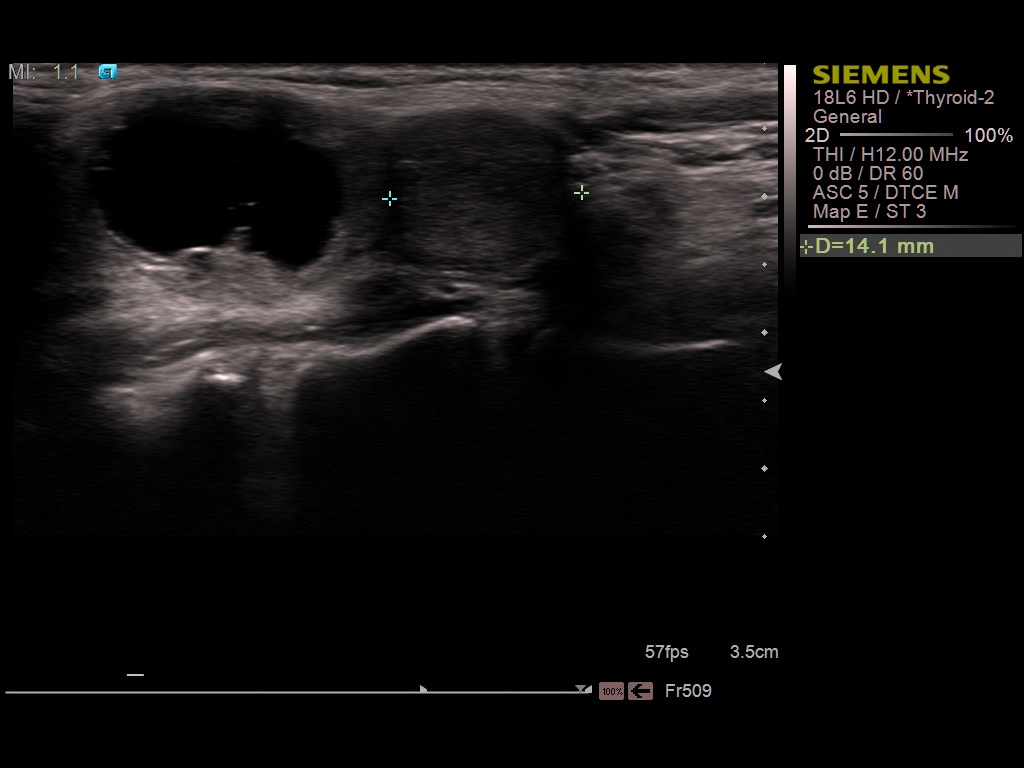 MI: 1.1
SIEMENS
18L6 HD / *Thyroid-2
General
2D 100%
THI / H12.00 MHz
0 dB / DR 60
ASC 5 / DTCE M
Map E / ST 3
D=14.1 mm
57fps 3.5cm
100% Fr509